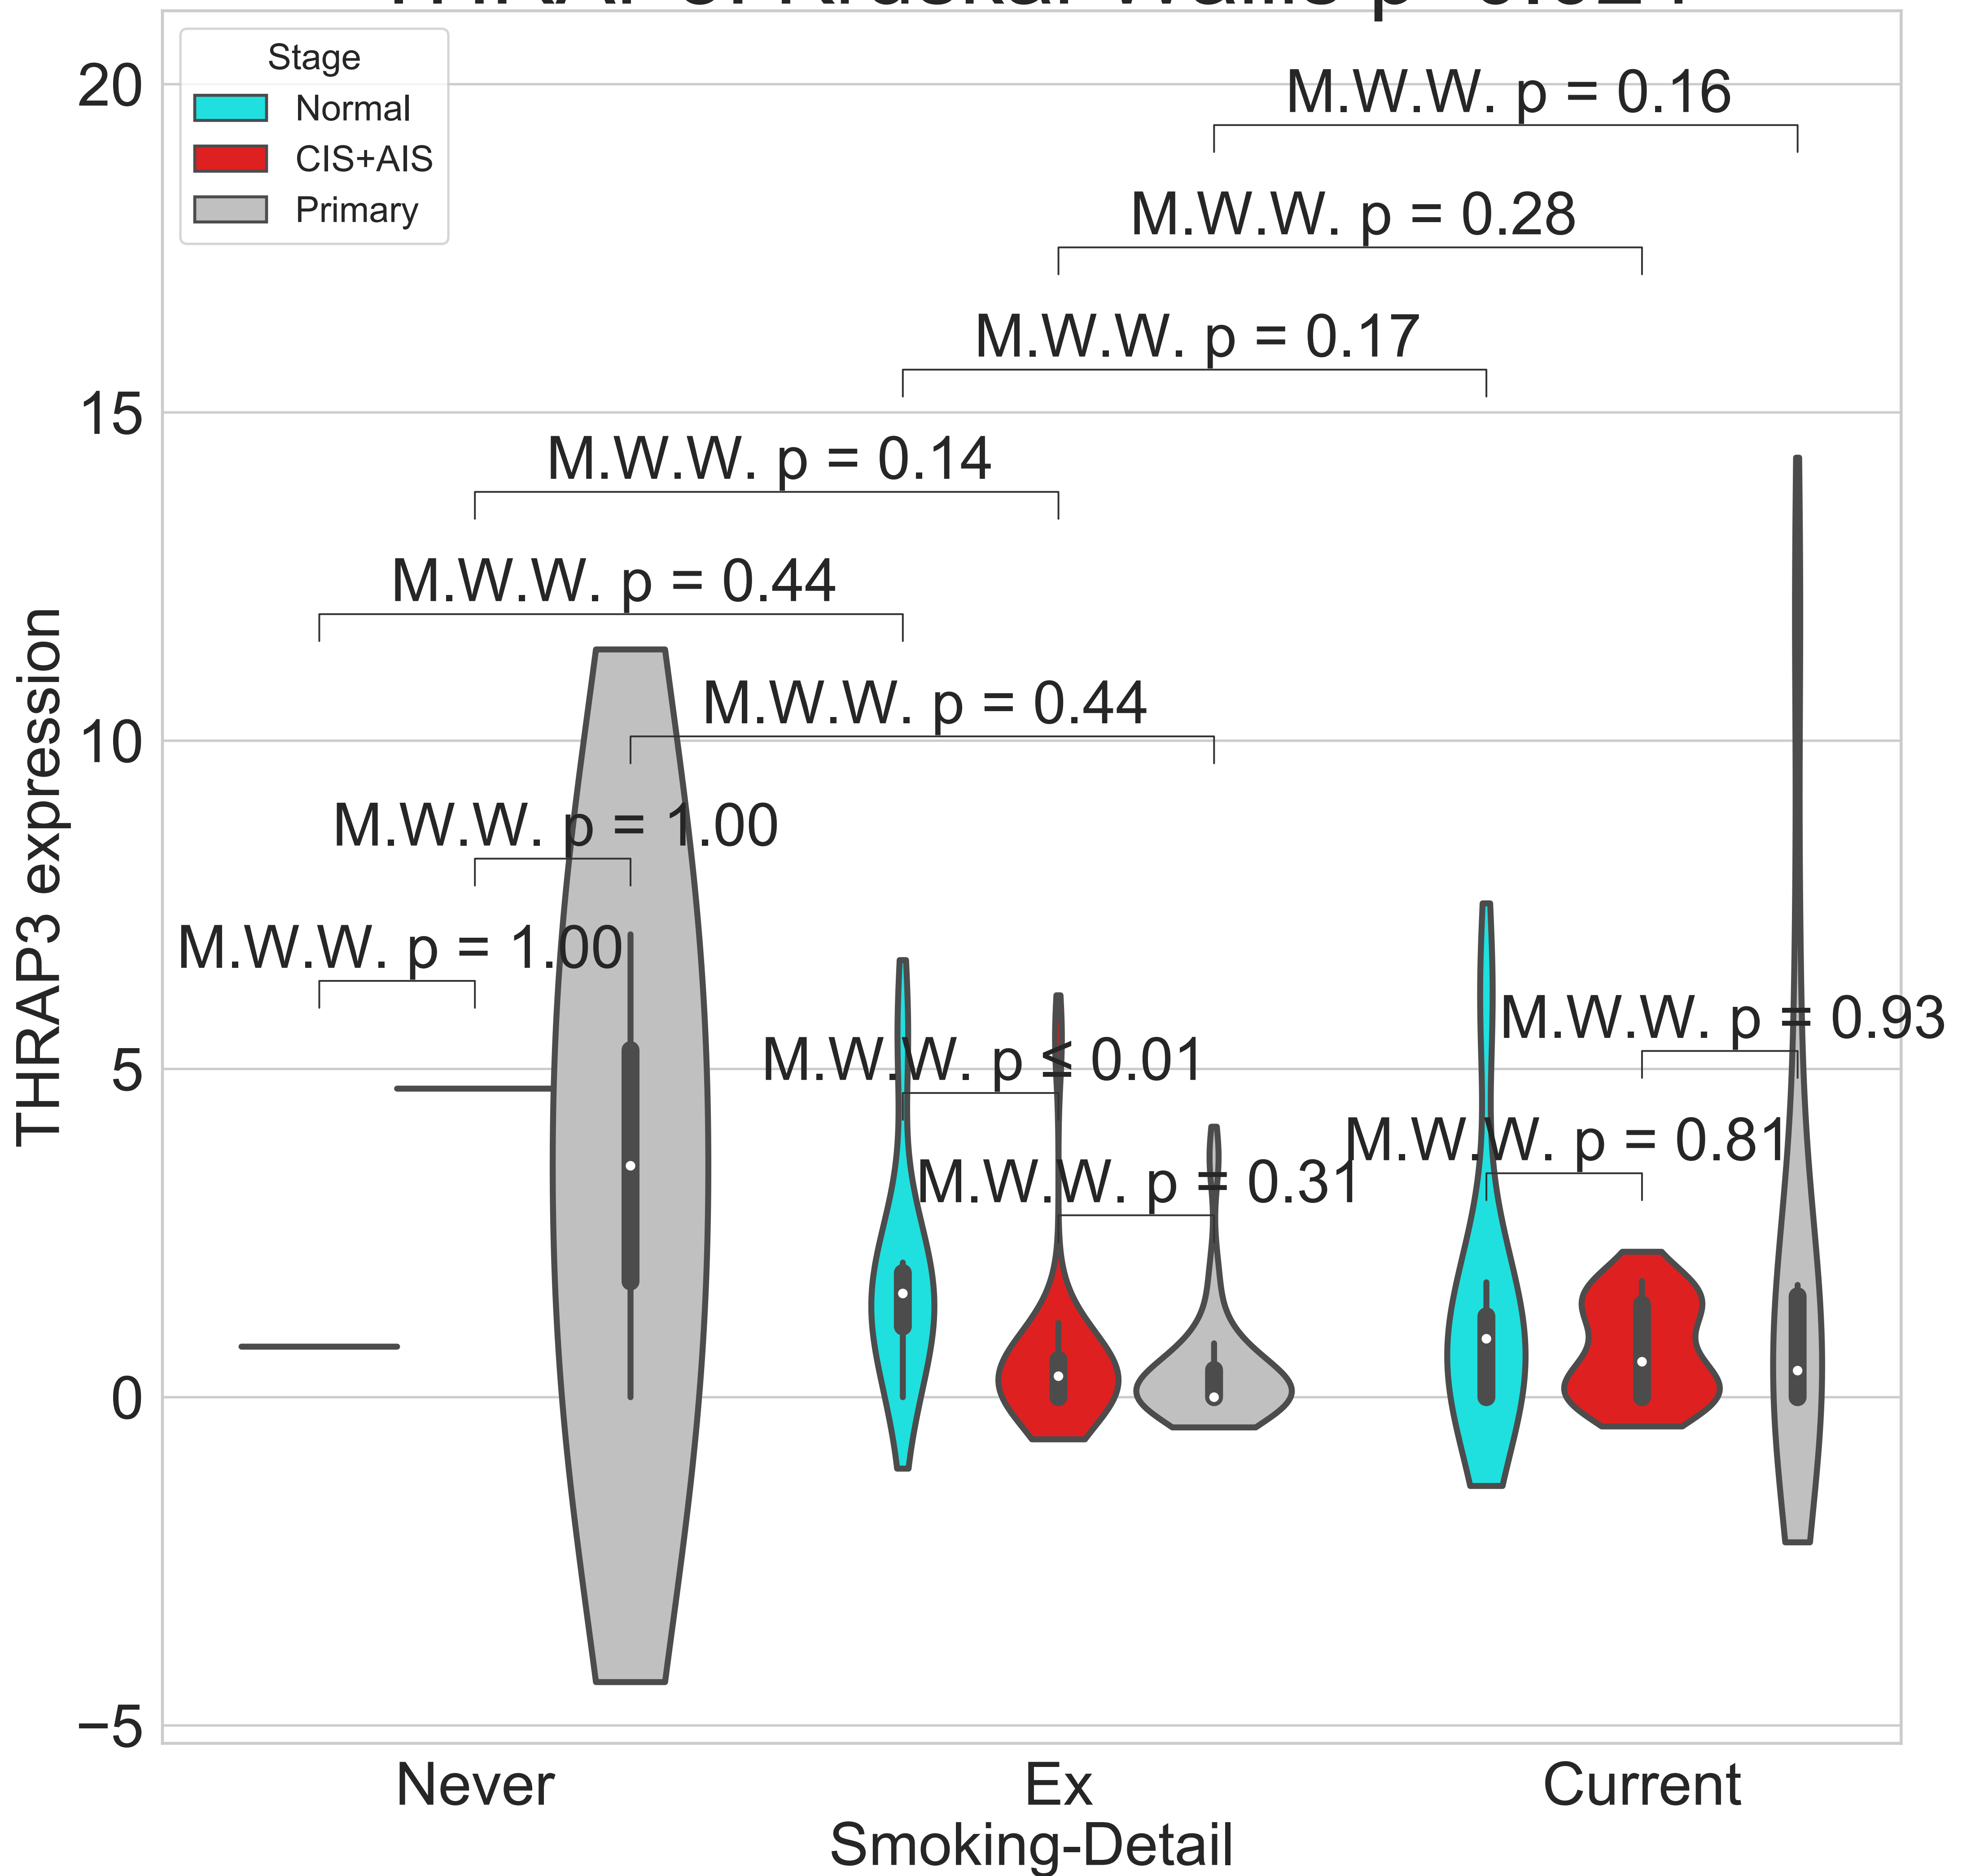 Stage
Normal
CIS+AIS
Primary
20
15
10
5
0
−5
THRAP3 expression
M.W.W. p = 0.16
M.W.W. p = 0.28
M.W.W. p = 0.17
M.W.W. p = 0.14
M.W.W. p = 0.44
M.W.W. p = 0.44
M.W.W. p = 1.00
M.W.W. p = 1.00
M.W.W. p = 0.93
M.W.W. p ≤ 0.01
M.W.W. p = 0.81
M.W.W. p = 0.31
Never
Ex
Current
Smoking-Detail